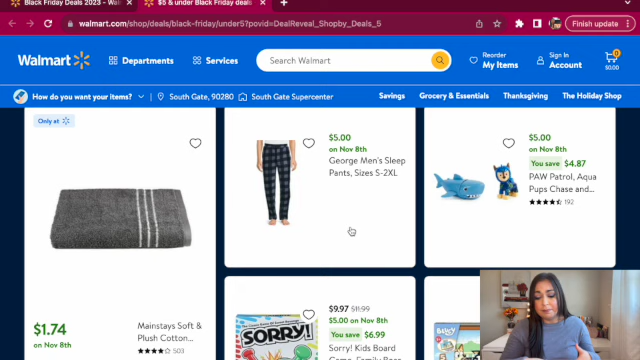 Black Friday Deals 2023 - Wal
$5 & under Black Friday deals
walmart.com/shop/deals/black-friday/under5?povid=DealReveal_Shopby_Deals_5
Finish update
Walmart
Departments
Services
Search Walmart
Reorder
My Items
Sign In
Account
0
$0.00
How do you want your items?
South Gate, 90280
South Gate Supercenter
Savings
Grocery & Essentials
Thanksgiving
The Holiday Shop
Only at
$1.74
on Nov 8th
Mainstays Soft &
Plush Cotton...
503
$5.00
on Nov 8th
George Men's Sleep
Pants, Sizes S-2XL
$5.00
on Nov 8th
You save $4.87
PAW Patrol, Aqua
Pups Chase and...
192
SORRY!
$9.97 $11.99
$5.00 on Nov 8th
You save $6.99
Sorry! Kids Board
Game, Family Boar
BLUEY